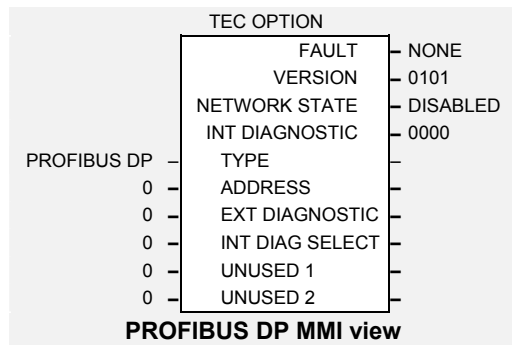 TEC OPTION
FAULT NONE
VERSION 0101
NETWORK STATE DISABLED
INT DIAGNOSTIC 0000
PROFIBUS DP TYPE
0 ADDRESS
0 EXT DIAGNOSTIC
0 INT DIAG SELECT
0 UNUSED 1
0 UNUSED 2
PROFIBUS DP MMI view